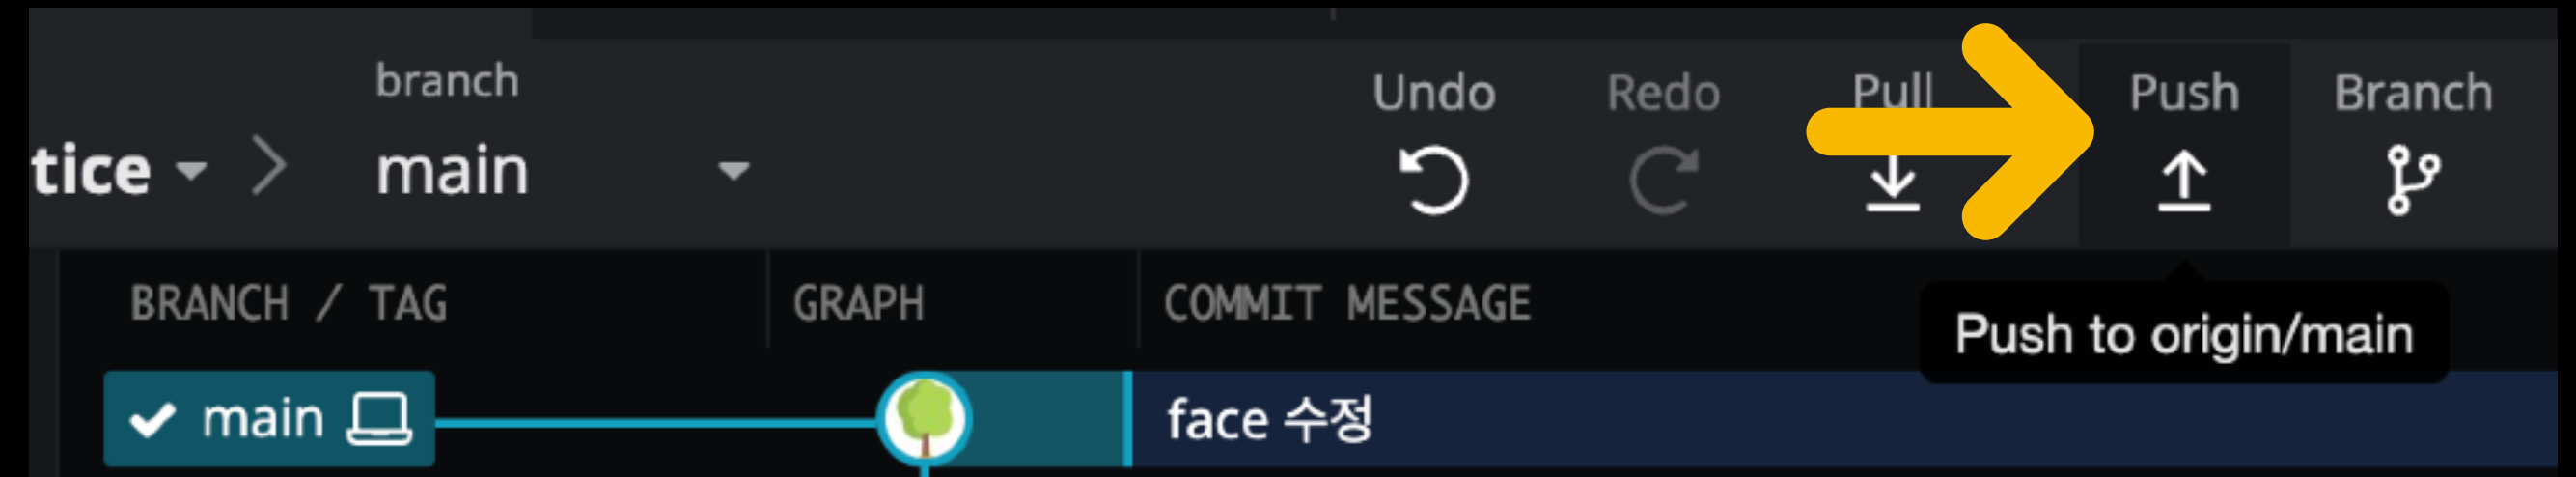 branch
tice
main
Undo
Redo
Pull
Push
Branch
BRANCH / TAG
GRAPH
COMMIT MESSAGE
Push to origin/main
main
face 수정